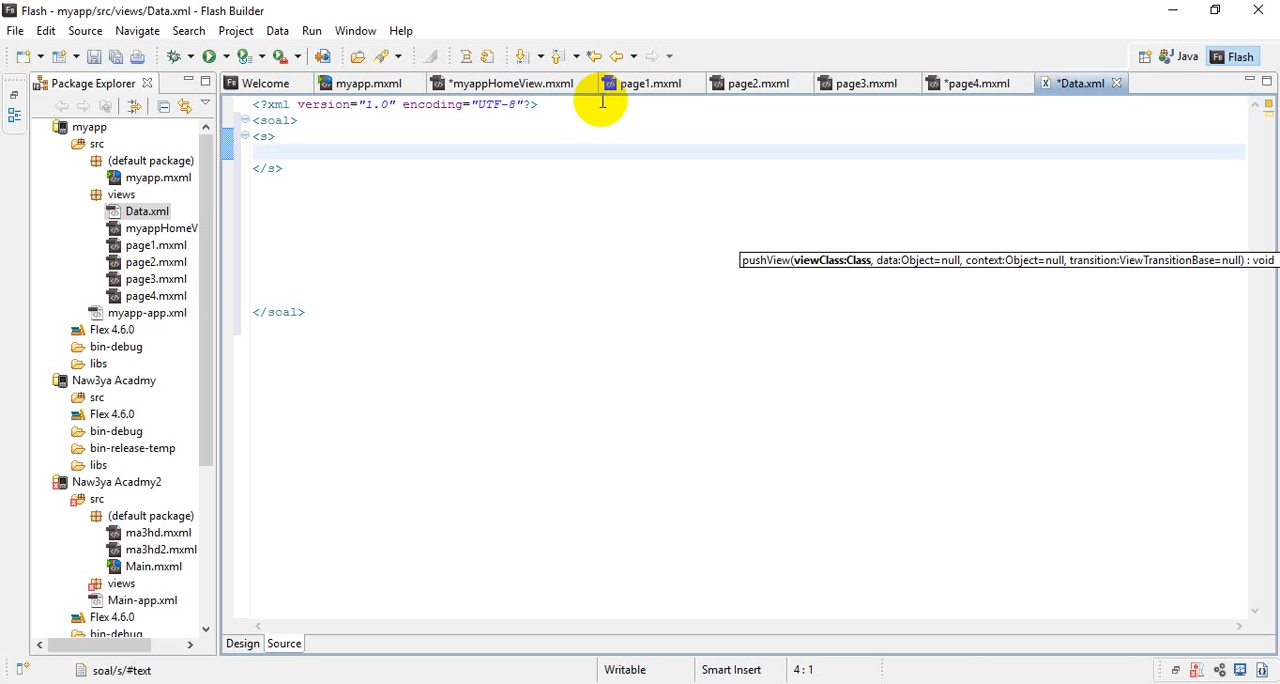 Flash - myapp/src/views/Data.xml - Flash Builder
File Edit Source Navigate Search Project Data Run Window Help
Java Flash
Package Explorer
Welcome myapp.mxml *myappHomeView.mxml page1.mxml page2.mxml page3.mxml *page4.mxml *Data.xml
myapp
src
(default package)
myapp.mxml
views
Data.xml
myappHomeV
page1.mxml
page2.mxml
page3.mxml
page4.mxml
myapp-app.xml
Flex 4.6.0
bin-debug
libs
Naw3ya Acadmy
src
Flex 4.6.0
bin-debug
bin-release-temp
libs
Naw3ya Acadmy2
src
(default package)
ma3hd.mxml
ma3hd2.mxml
Main.mxml
views
Main-app.xml
Flex 4.6.0
bin-debug
<?xml version="1.0" encoding="UTF-8"?>
<soal>
<s>
</s>
pushView(viewClass:Class, data:Object=null, context:Object=null, transition:ViewTransitionBase=null) : void
</soal>
Design Source
soal/s/#text Writable Smart Insert 4 : 1